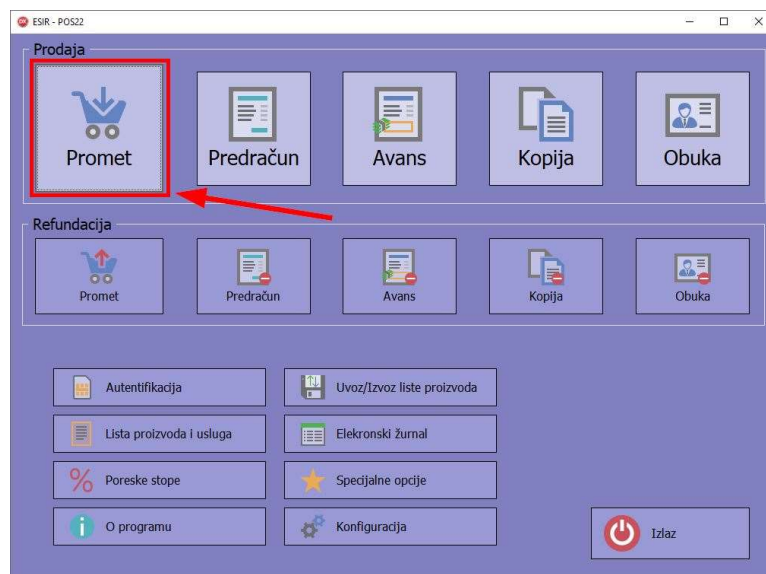 ESIR - POS22
Prodaja
Promet
Predračun
Avans
Kopija
Obuka
Refundacija
Promet
Predračun
Avans
Kopija
Obuka
Autentifikacija
Uvoz/Izvoz liste proizvoda
Lista proizvoda i usluga
Elekronski žurnal
Poreske stope
Specijalne opcije
O programu
Konfiguracija
Izlaz